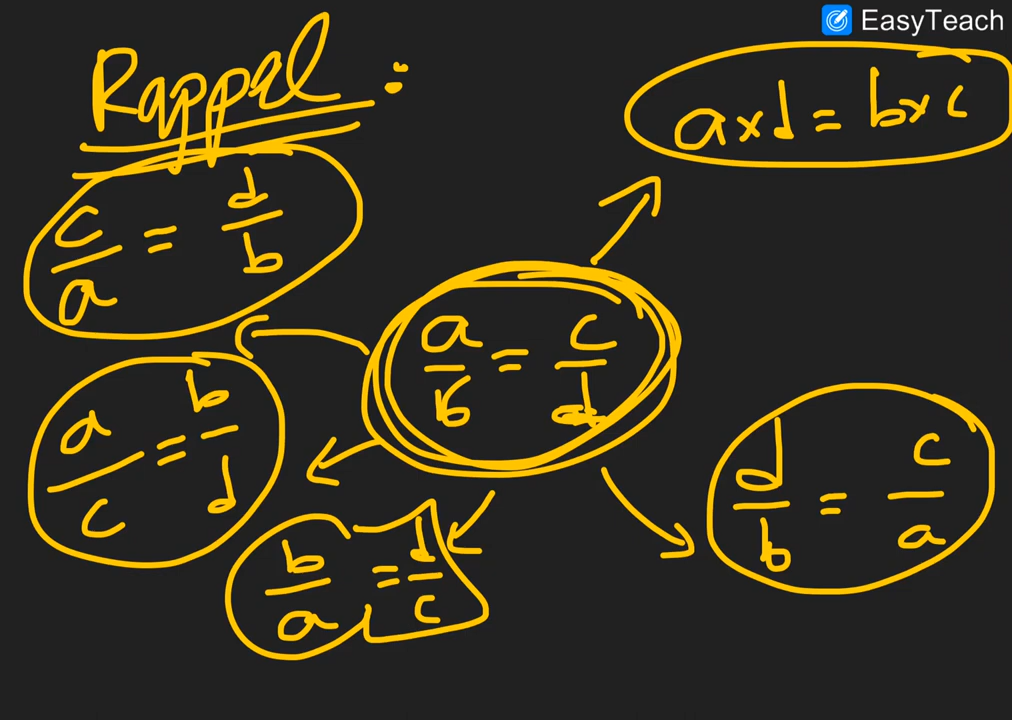 EasyTeach
Rappel :
a x d = b x c
c/a = d/b
a/b = c/d
a/c = b/d
d/b = c/a
b/a = d/c